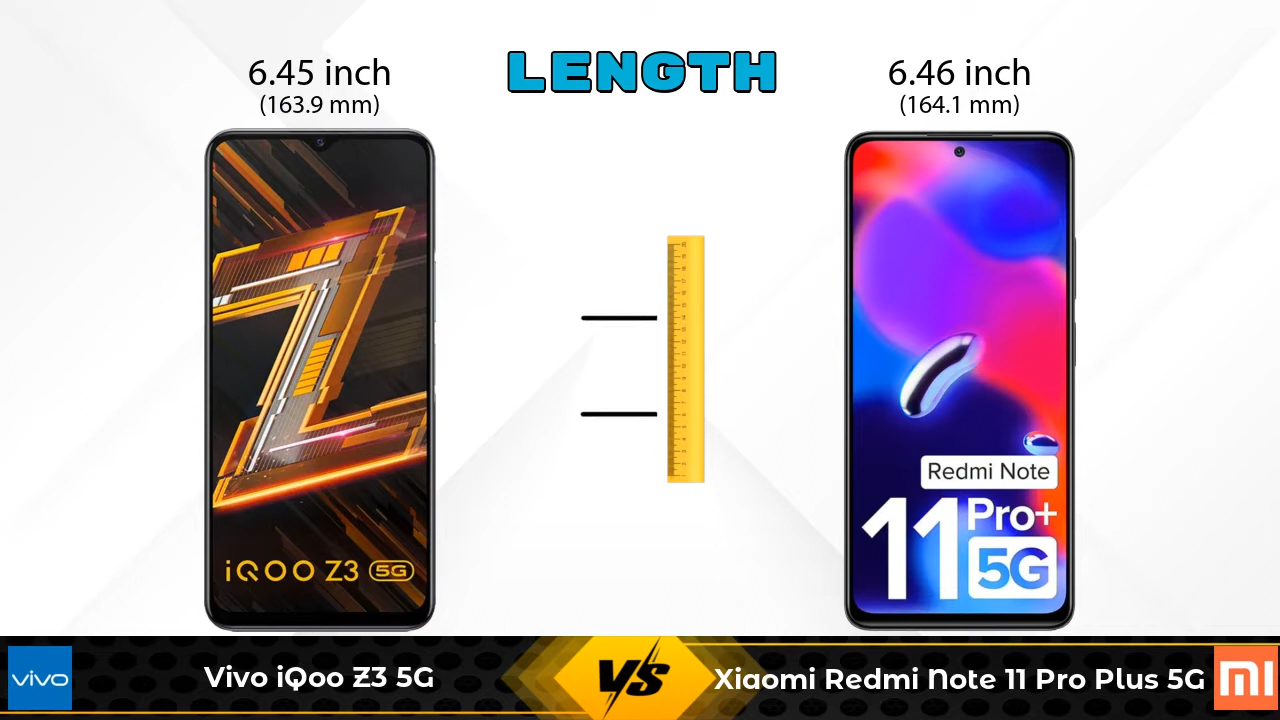 LENGTH
6.45 inch
(163.9 mm)
6.46 inch
(164.1 mm)
iQOO Z3 5G
Redmi Note
11 Pro+
5G
vivo
Vivo iQoo Z3 5G
VS
Xiaomi Redmi Note 11 Pro Plus 5G
mi